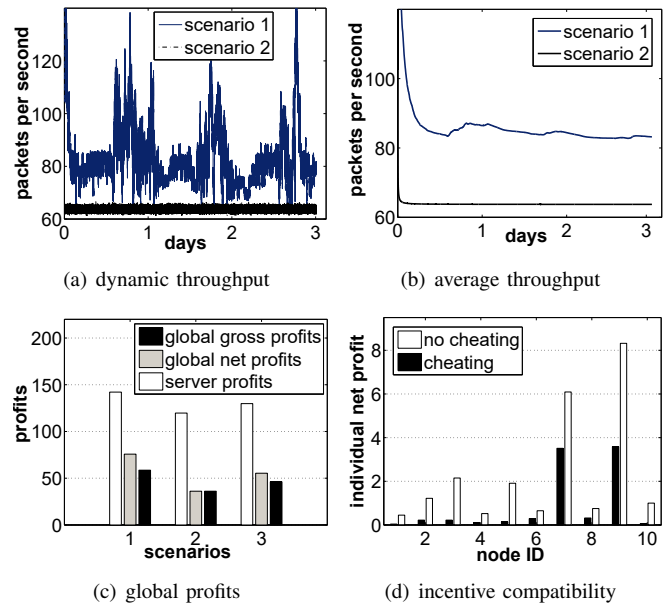 packets per second
140
120
100
80
60
0 1 2 3
days
scenario 1
scenario 2
(a) dynamic throughput
packets per second
120
100
80
60
0 1 2 3
days
scenario 1
scenario 2
(b) average throughput
profits
200
150
100
50
0
1 2 3
scenarios
global gross profits
global net profits
server profits
(c) global profits
individual net profit
8
6
4
2
0
2 4 6 8 10
node ID
no cheating
cheating
(d) incentive compatibility